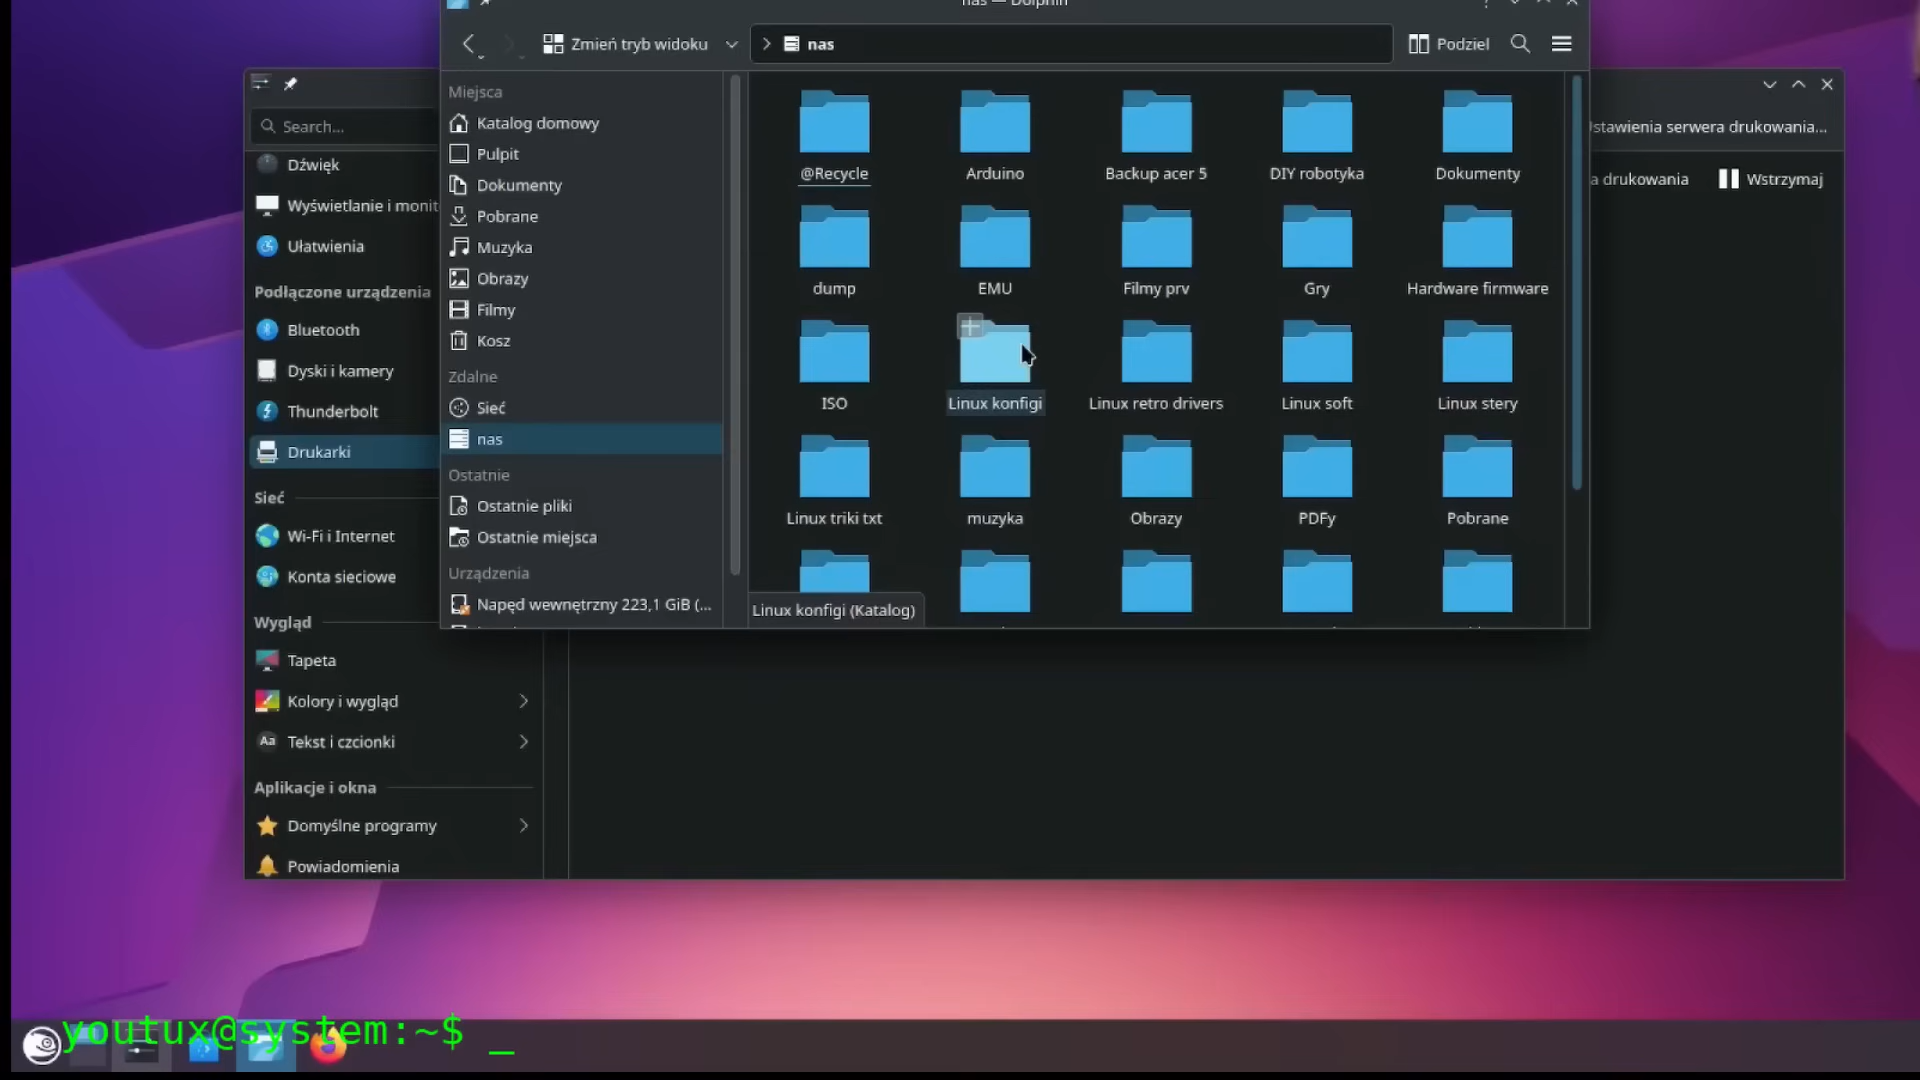 nas — Dolphin
Zmień tryb widoku
nas
Podziel
Miejsca
Katalog domowy
Pulpit
Dokumenty
Pobrane
Muzyka
Obrazy
Filmy
Kosz
Zdalne
Sieć
nas
Ostatnie
Ostatnie pliki
Ostatnie miejsca
Urządzenia
Napęd wewnętrzny 223,1 GiB (...
@Recycle
Arduino
Backup acer 5
DIY robotyka
Dokumenty
dump
EMU
Filmy prv
Gry
Hardware firmware
ISO
Linux konfigi
Linux retro drivers
Linux soft
Linux stery
Linux triki txt
muzyka
Obrazy
PDFy
Pobrane
Linux konfigi (Katalog)
Search...
Dźwięk
Wyświetlanie i monit
Ułatwienia
Podłączone urządzenia
Bluetooth
Dyski i kamery
Thunderbolt
Drukarki
Sieć
Wi-Fi i Internet
Konta sieciowe
Wygląd
Tapeta
Kolory i wygląd
Aa Tekst i czcionki
Aplikacje i okna
Domyślne programy
Powiadomienia
stawienia serwera drukowania...
a drukowania
Wstrzymaj
youtux@system:~$ _